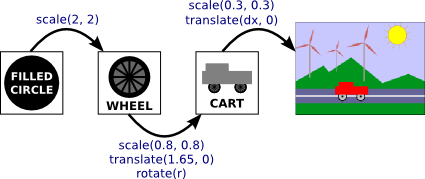 scale(2, 2)
scale(0.3, 0.3)
translate(dx, 0)
FILLED
CIRCLE
WHEEL
CART
scale(0.8, 0.8)
translate(1.65, 0)
rotate(r)